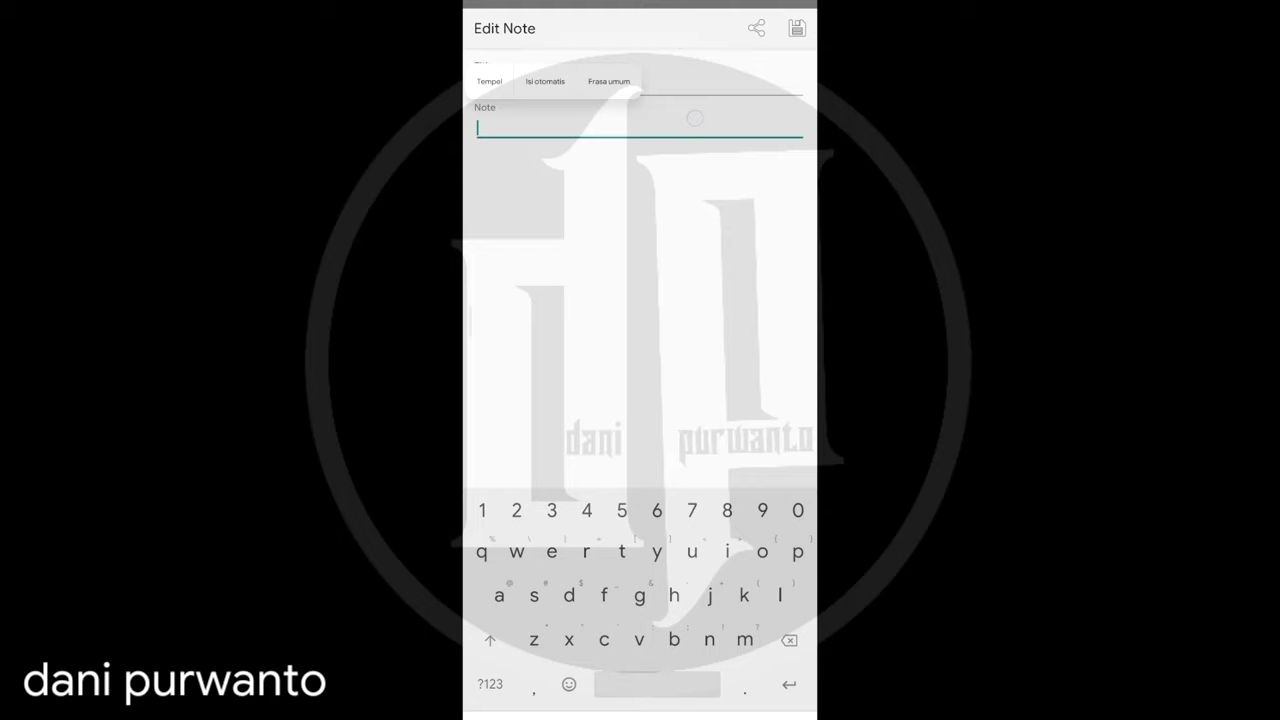 Edit Note
Tempel Isi otomatis Frasa umum
Note
dani purwanto
1 2 3 4 5 6 7 8 9 0
q w e r t y u i o p
a s d f g h j k l
z x c v b n m
?123 , .
dani purwanto